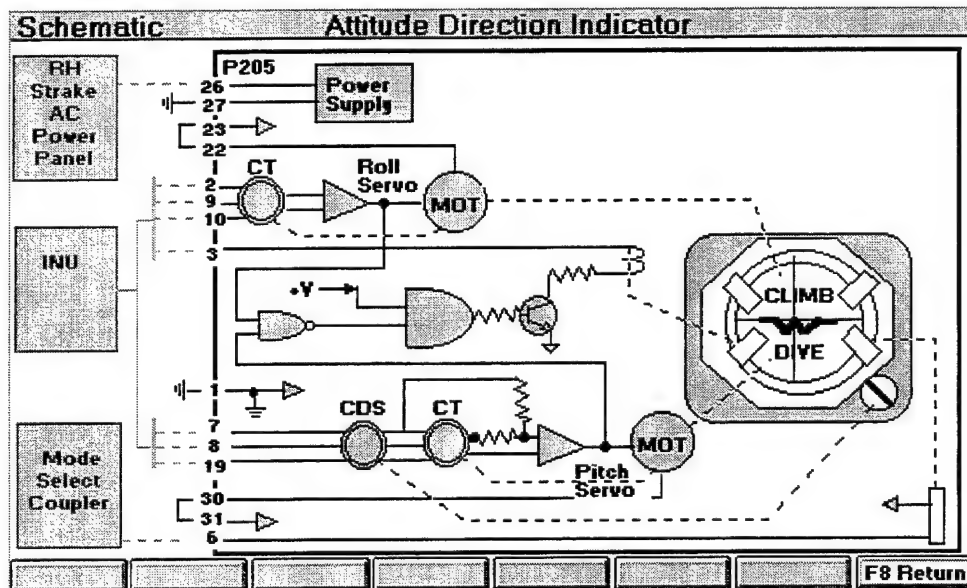 Schematic
Attitude Direction Indicator
RH
Strake
AC
Power
Panel
P205
26
27
23
22
Power
Supply
CT
Roll
Servo
MOT
2
9
10
3
INU
+V
CLIMB
DIVE
1
7
8
19
CDS
CT
MOT
Pitch
Servo
Mode
Select
Coupler
30
31
6
F8 Return